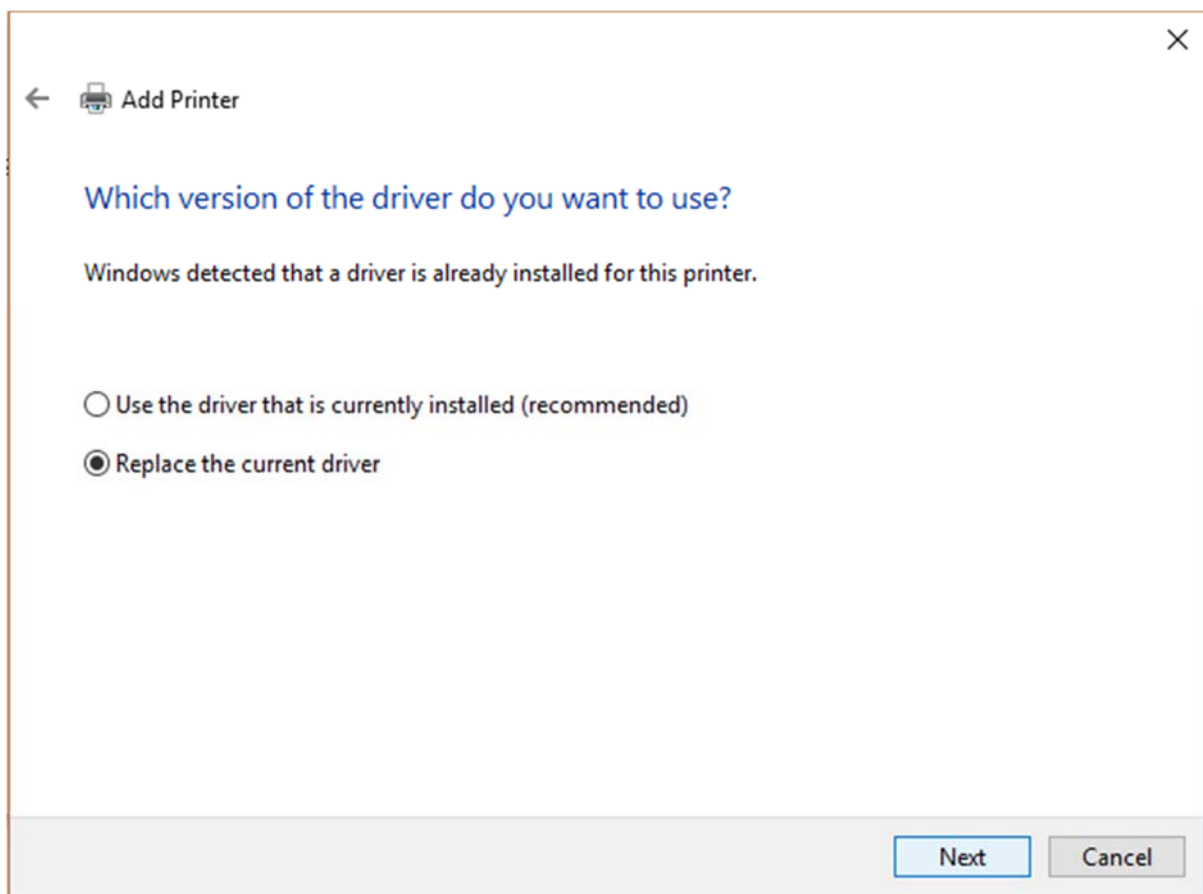 Add Printer
Which version of the driver do you want to use?
Windows detected that a driver is already installed for this printer.
Use the driver that is currently installed (recommended)
Replace the current driver
Next Cancel